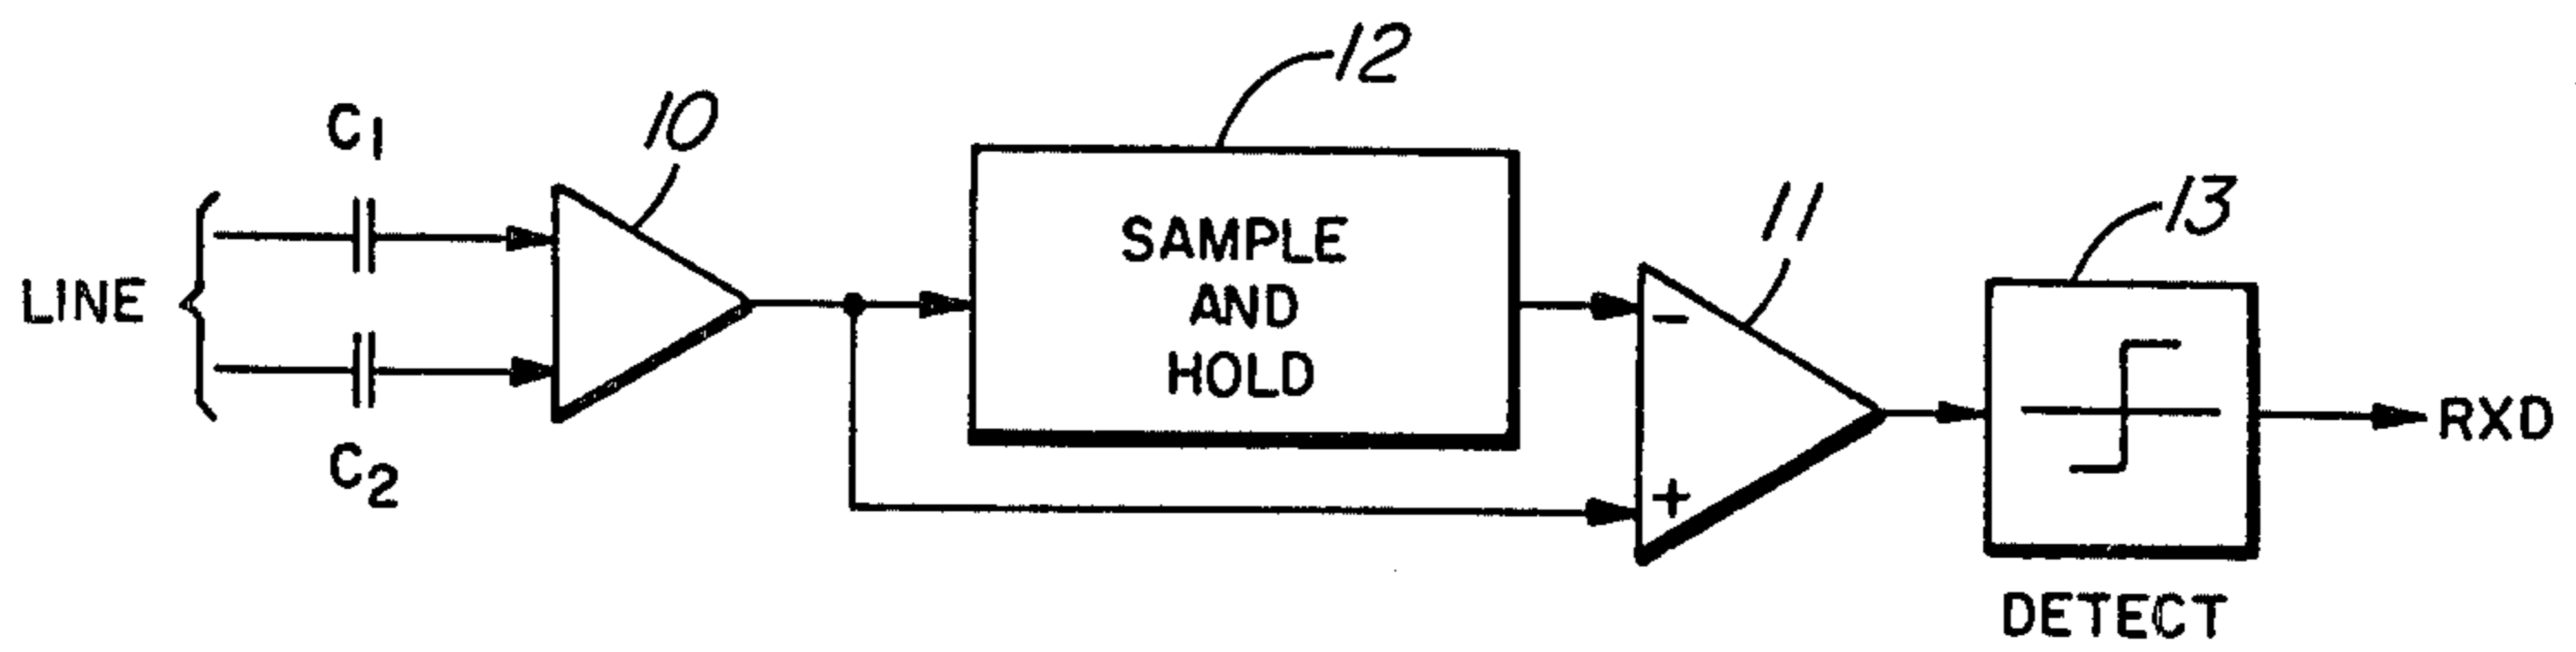 12
C1
10
11
13
SAMPLE
AND
HOLD
LINE
-
+
C2
RXD
DETECT